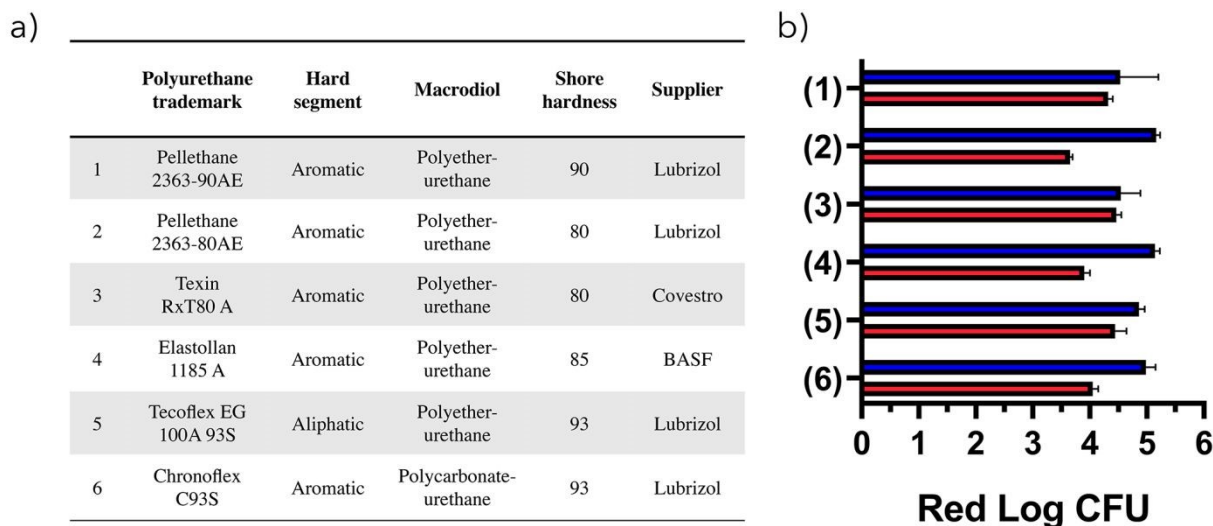 a)
Polyurethane trademark Hard segment Macrodiol Shore hardness Supplier
1 Pellethane 2363-90AE Aromatic Polyether-urethane 90 Lubrizol
2 Pellethane 2363-80AE Aromatic Polyether-urethane 80 Lubrizol
3 Texin RxT80 A Aromatic Polyether-urethane 80 Covestro
4 Elastollan 1185 A Aromatic Polyether-urethane 85 BASF
5 Tecoflex EG 100A 93S Aliphatic Polyether-urethane 93 Lubrizol
6 Chronoflex C93S Aromatic Polycarbonate-urethane 93 Lubrizol
b)
(1)
(2)
(3)
(4)
(5)
(6)
0 1 2 3 4 5 6
Red Log CFU